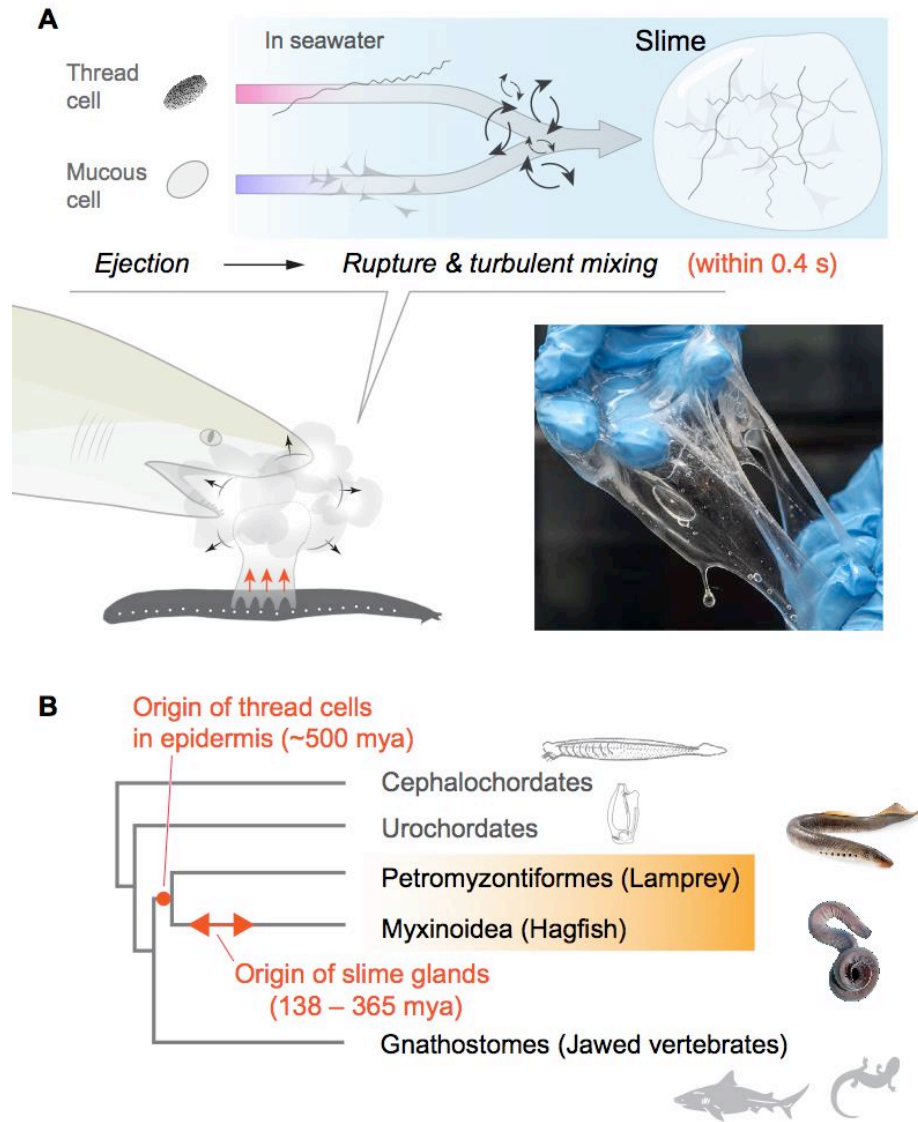 A
In seawater
Slime
Thread
cell
Mucous
cell
Ejection
Rupture & turbulent mixing
(within 0.4 s)
B
Origin of thread cells
in epidermis (~500 mya)
Cephalochordates
Urochordates
Petromyzontiformes (Lamprey)
Myxinoidea (Hagfish)
Origin of slime glands
(138 – 365 mya)
Gnathostomes (Jawed vertebrates)